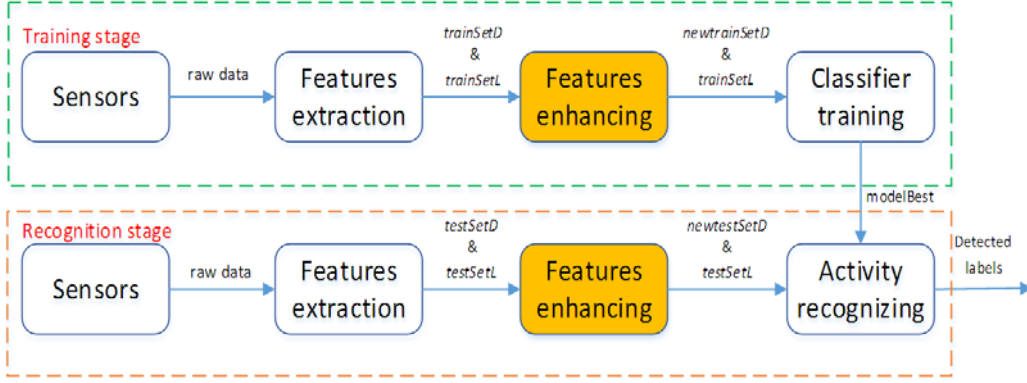 Training stage
Sensors
raw data
Features
extraction
trainSetD
&
trainSetL
Features
enhancing
newtrainSetD
&
trainSetL
Classifier
training
modelBest
Recognition stage
Sensors
raw data
Features
extraction
testSetD
&
testSetL
Features
enhancing
newtestSetD
&
testSetL
Activity
recognizing
Detected
labels